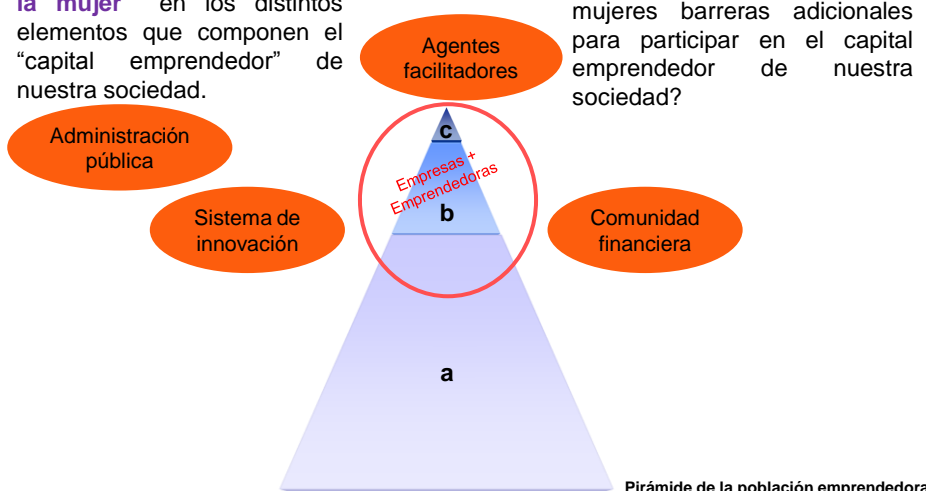 la mujer en los distintos
elementos que componen el
“capital emprendedor” de
nuestra sociedad.
mujeres barreras adicionales
para participar en el capital
emprendedor de nuestra
sociedad?
Agentes
facilitadores
Administración
pública
Sistema de
innovación
Comunidad
financiera
c
Empresas +
Emprendedoras
b
a
Pirámide de la población emprendedora